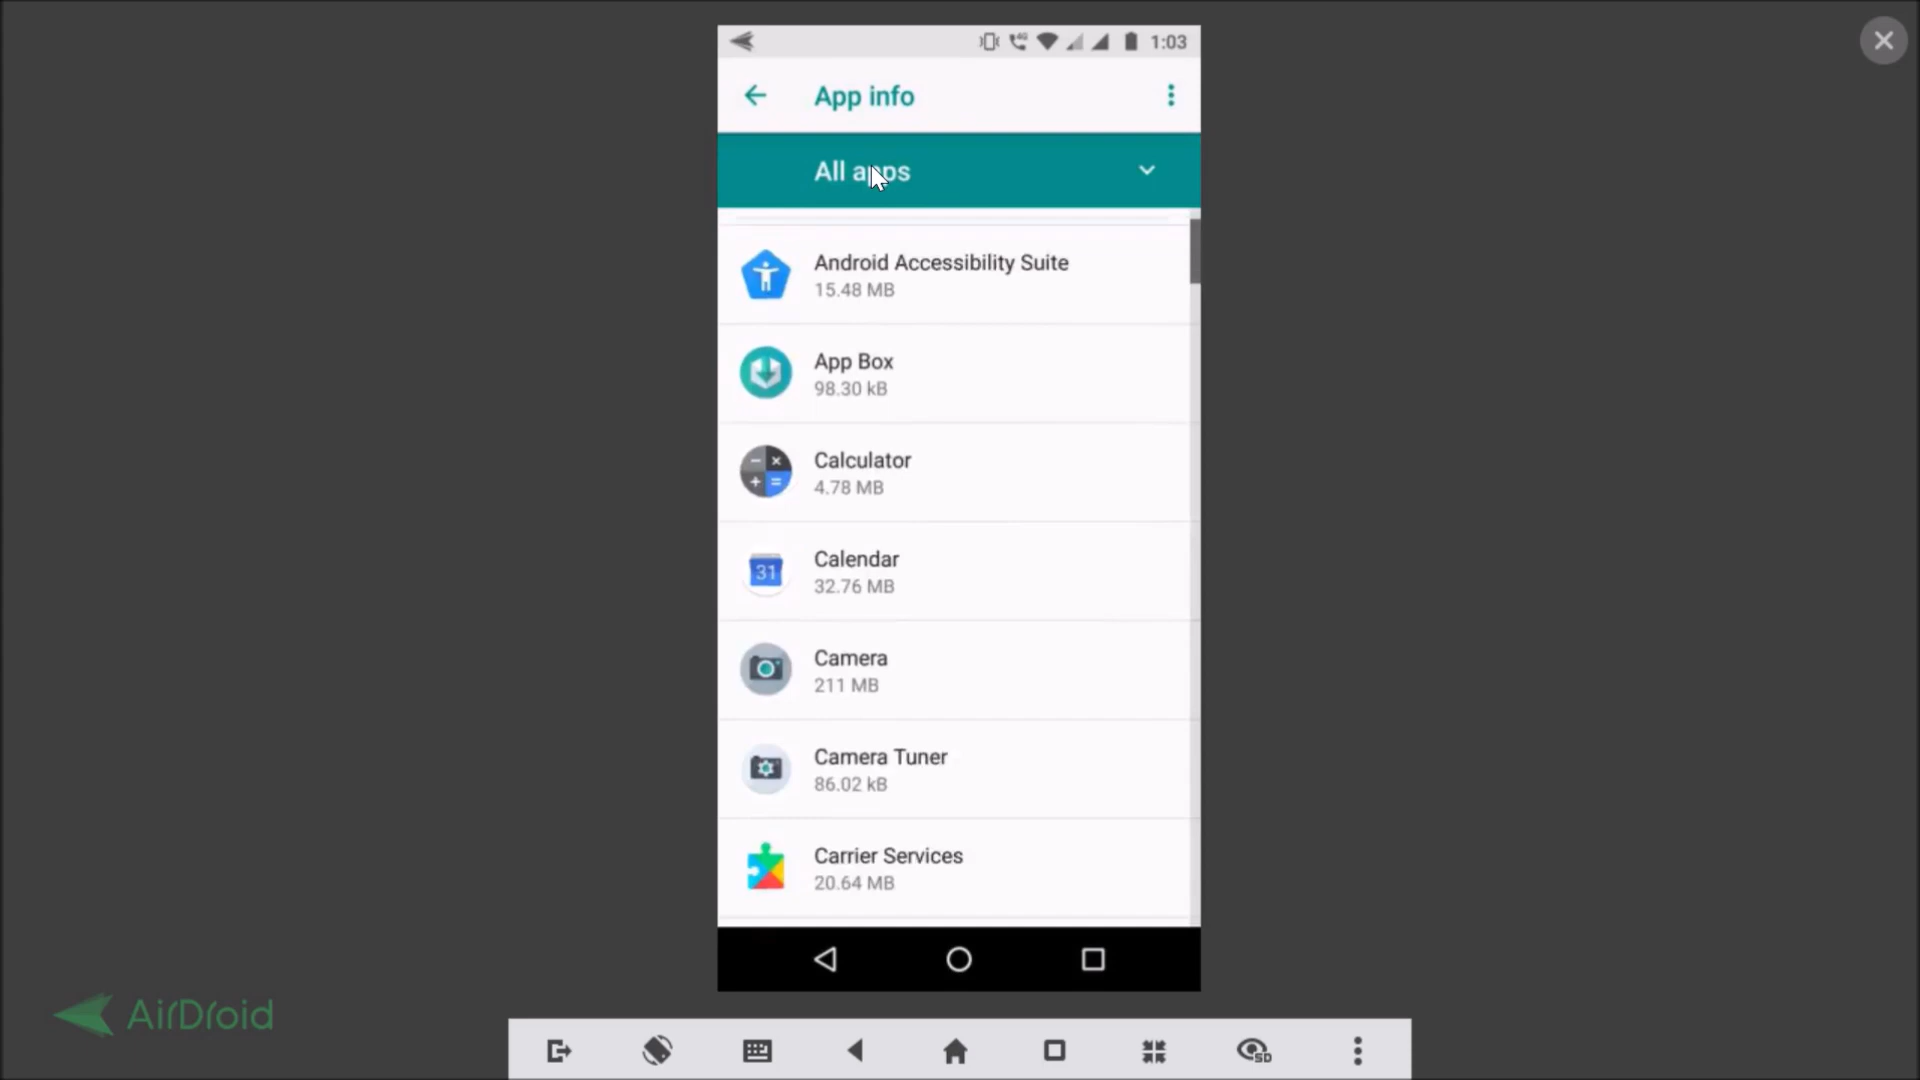 1:03
App info
All apps
Android Accessibility Suite
15.48 MB
App Box
98.30 kB
Calculator
4.78 MB
31
Calendar
32.76 MB
Camera
211 MB
Camera Tuner
86.02 kB
Carrier Services
20.64 MB
AirDroid
SD